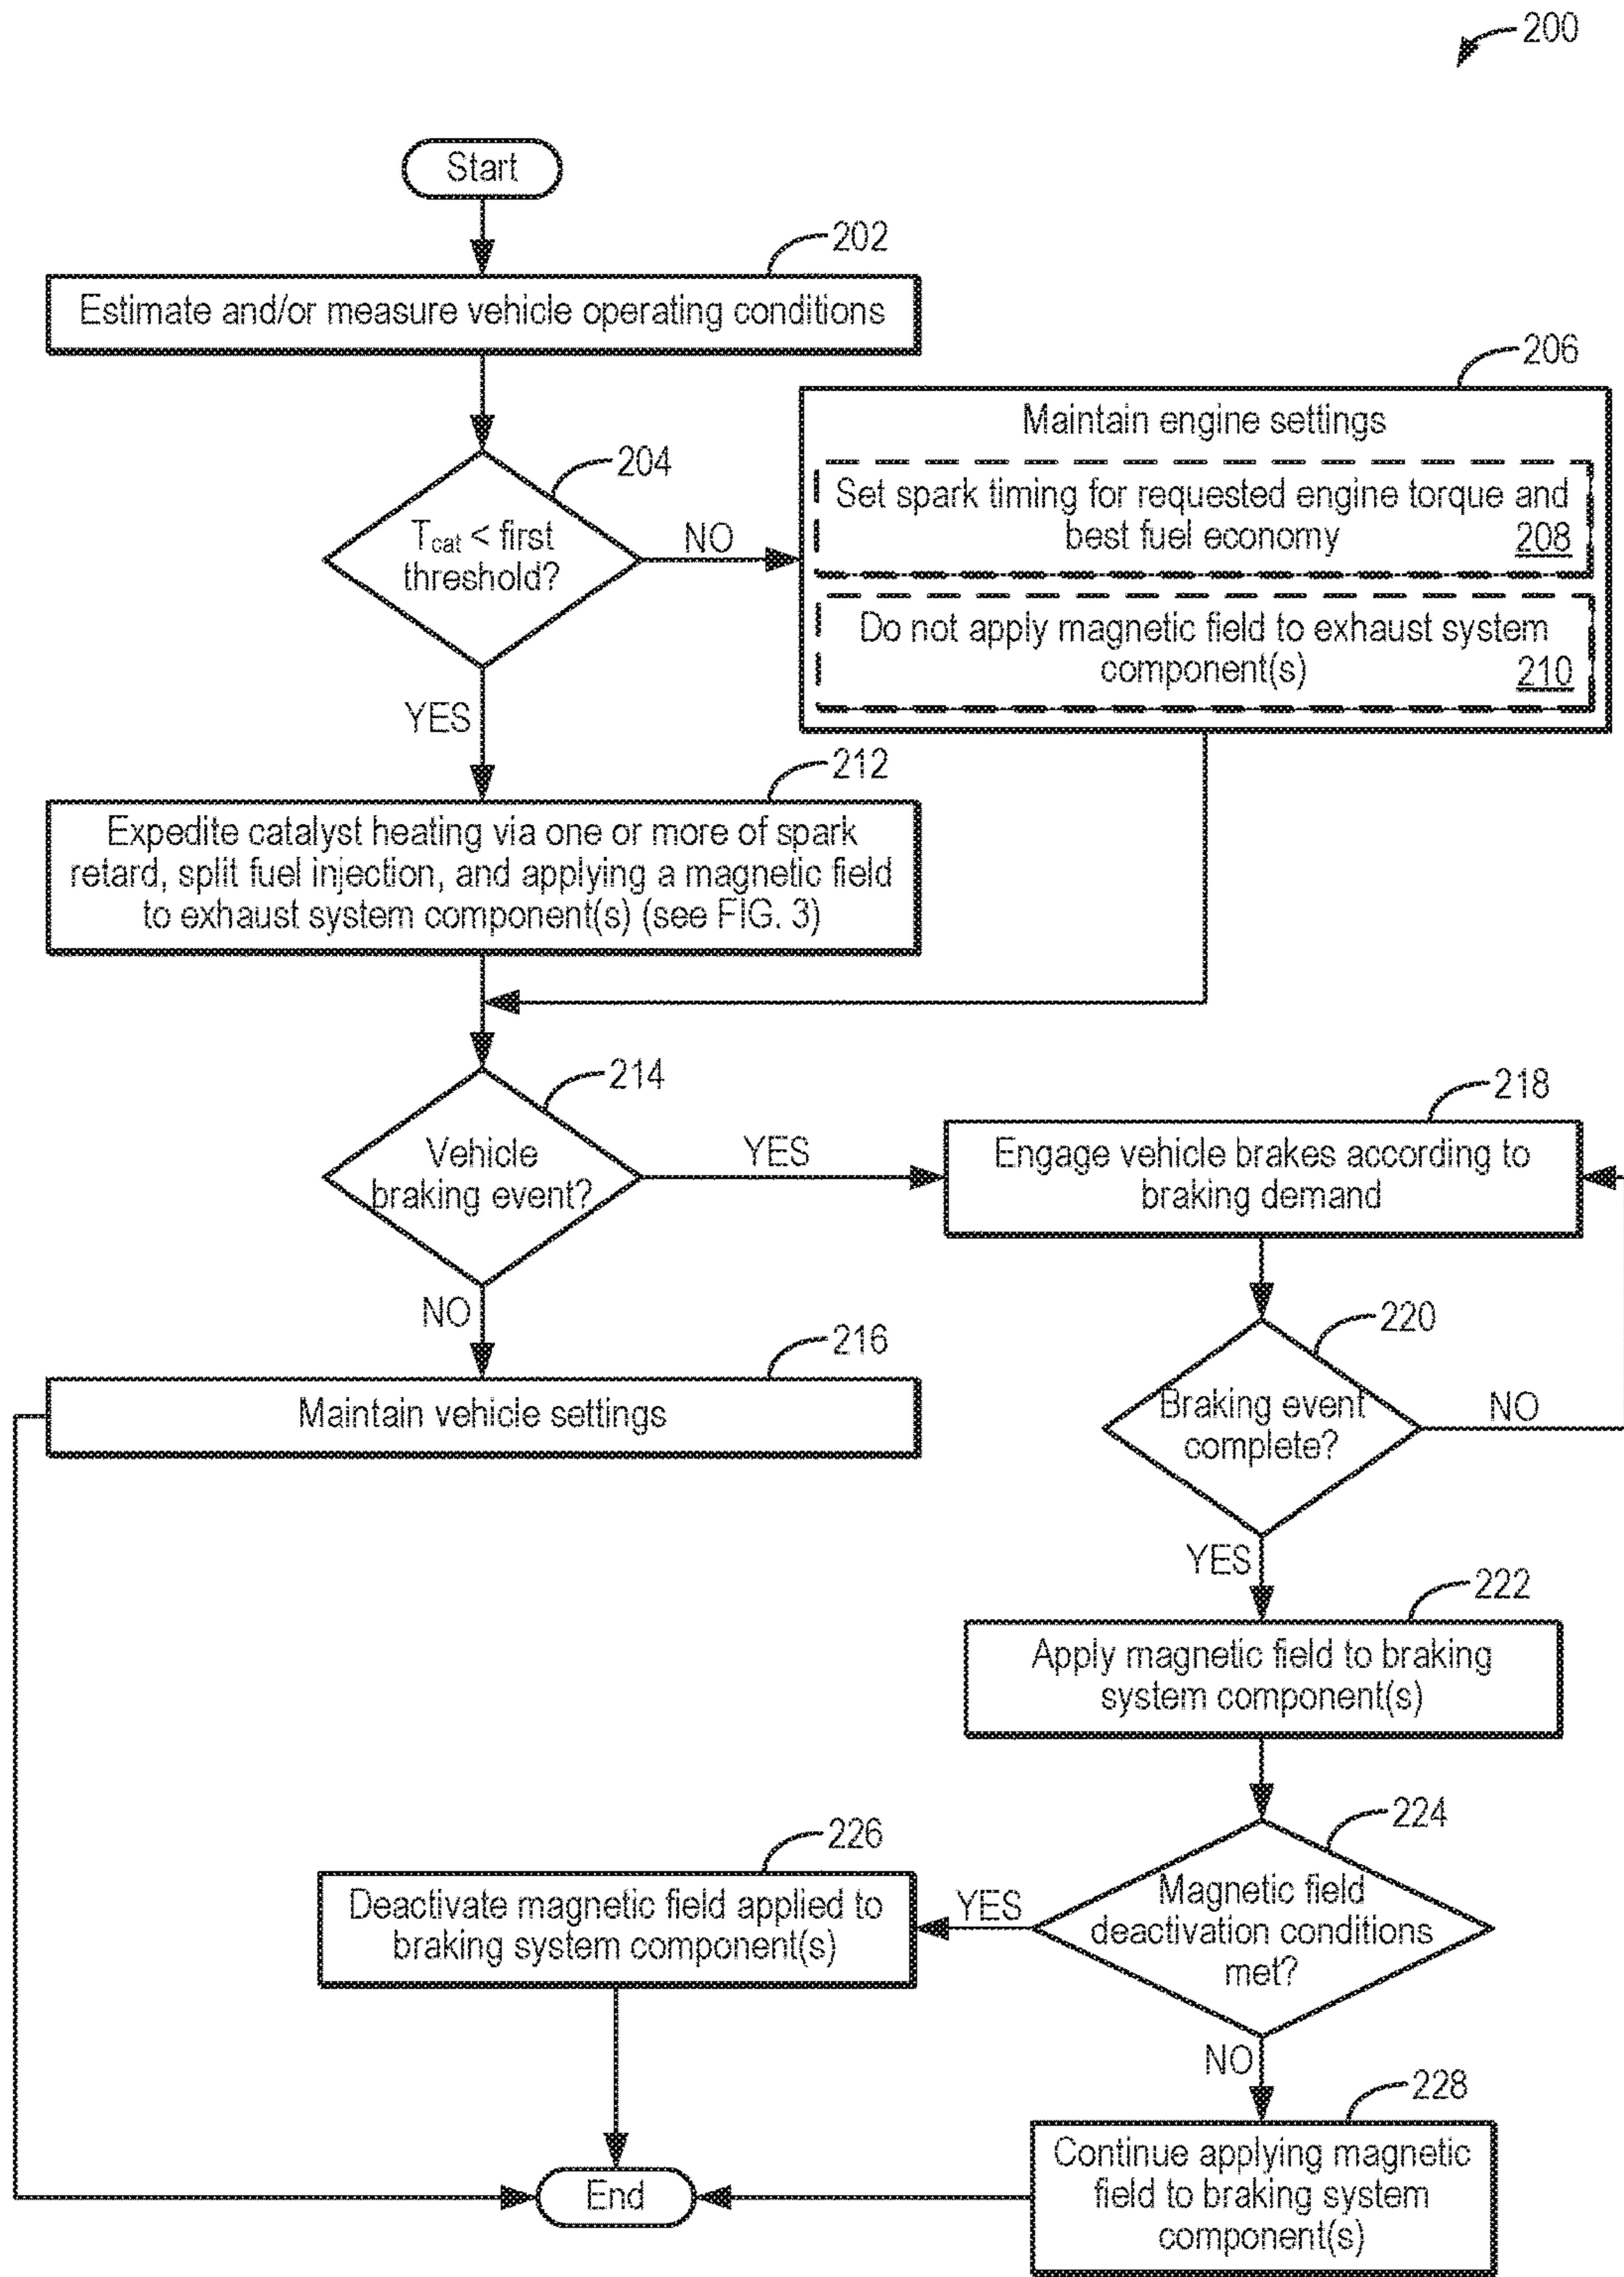 200
Start
202
Estimate and/or measure vehicle operating conditions
206
Maintain engine settings
204
Set spark timing for requested engine torque and
best fuel economy 208
T_cat < first
threshold?
NO
Do not apply magnetic field to exhaust system
component(s) 210
YES
212
Expedite catalyst heating via one or more of spark
retard, split fuel injection, and applying a magnetic field
to exhaust system component(s) (see FIG. 3)
214
Vehicle
braking event?
YES
218
Engage vehicle brakes according to
braking demand
NO
216
Maintain vehicle settings
220
Braking event
complete?
NO
YES
222
Apply magnetic field to braking
system component(s)
224
Magnetic field
deactivation conditions
met?
YES
226
Deactivate magnetic field applied to
braking system component(s)
NO
228
Continue applying magnetic
field to braking system
component(s)
End